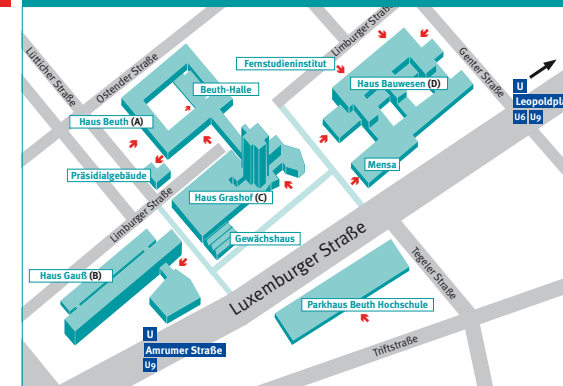 Limburger Straße
Lütticher Straße
Ostender Straße
Genter Straße
Fernstudieninstitut
Haus Bauwesen (D)
Beuth-Halle
U
Leopoldpl
U6 U9
Haus Beuth (A)
Mensa
Präsidialgebäude
Haus Grashof (C)
Limburger Straße
Gewächshaus
Luxemburger Straße
Tegeler Straße
Haus Gauß (B)
Parkhaus Beuth Hochschule
U
Amrumer Straße
U9
Triftstraße